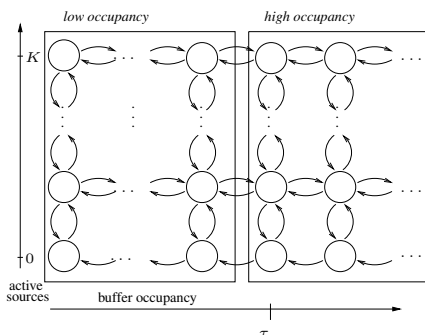 low occupancy high occupancy
K
0
active
sources
buffer occupancy
τ